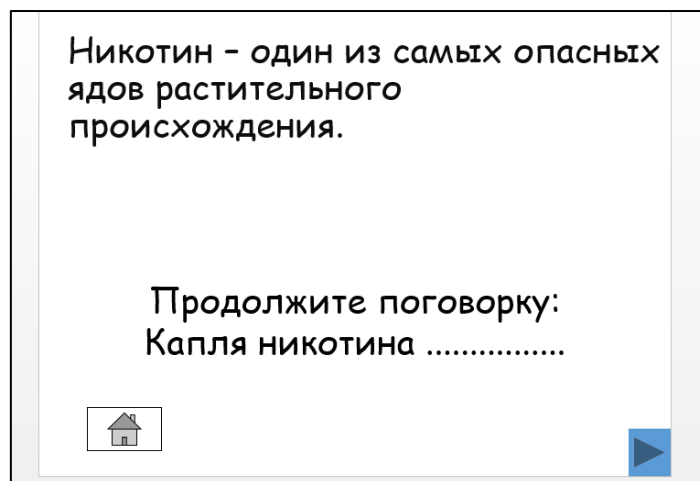 Никотин – один из самых опасных
ядов растительного
происхождения.
Продолжите поговорку:
Капля никотина ................